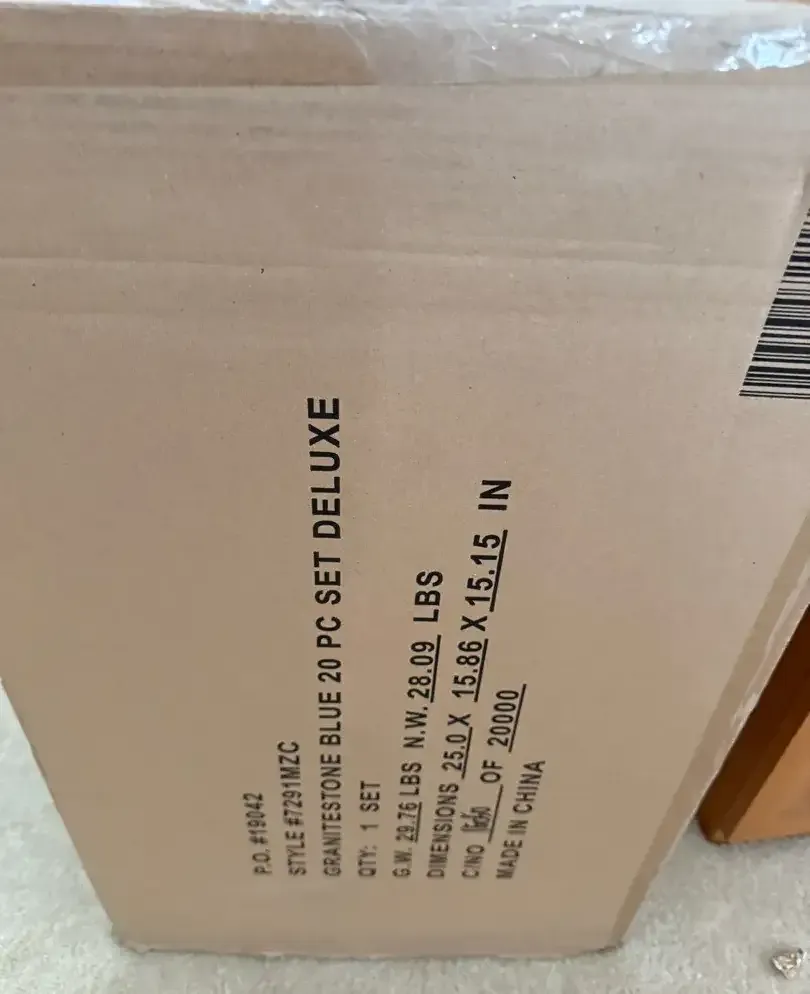 P.O. #19042
STYLE #7291MZC
GRANITESTONE BLUE 20 PC SET DELUXE
QTY: 1 SET
G.W. 29.76 LBS N.W. 28.09 LBS
DIMENSIONS 25.0 X 15.86 X 15.15 IN
C/NO OF 20000
MADE IN CHINA